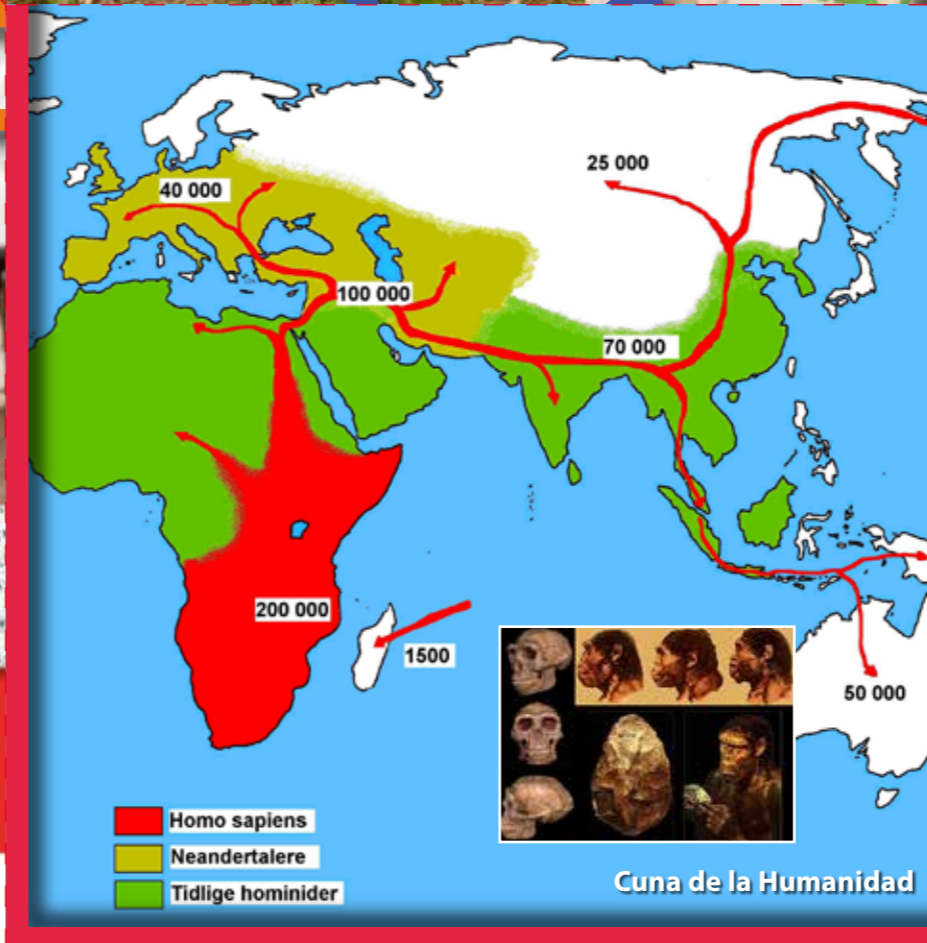 25 000
40 000
100 000
70 000
200 000
1500
50 000
Homo sapiens
Neandertalere
Tidlige hominider
Cuna de la Humanidad